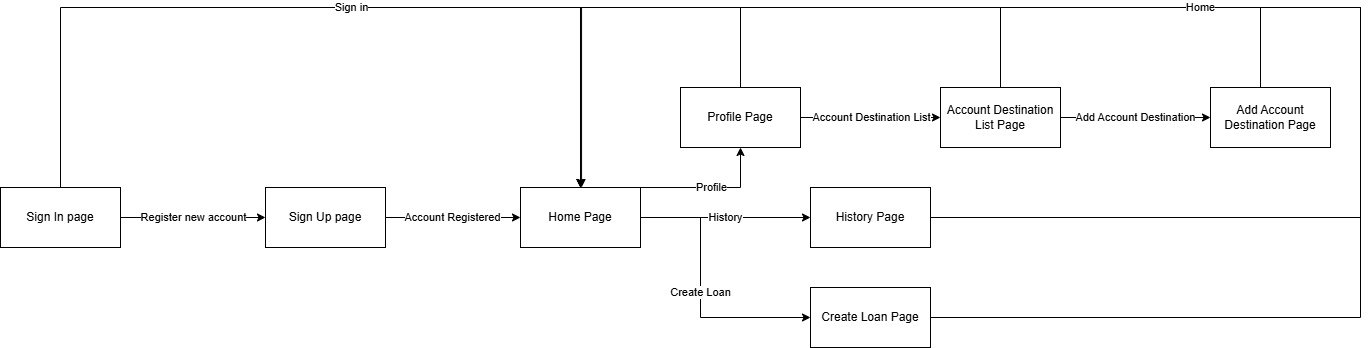 Sign in
Home
Profile Page
Account Destination List
Account Destination
List Page
Add Account Destination
Add Account
Destination Page
Profile
Sign In page
Register new account
Sign Up page
Account Registered
Home Page
History
History Page
Create Loan
Create Loan Page